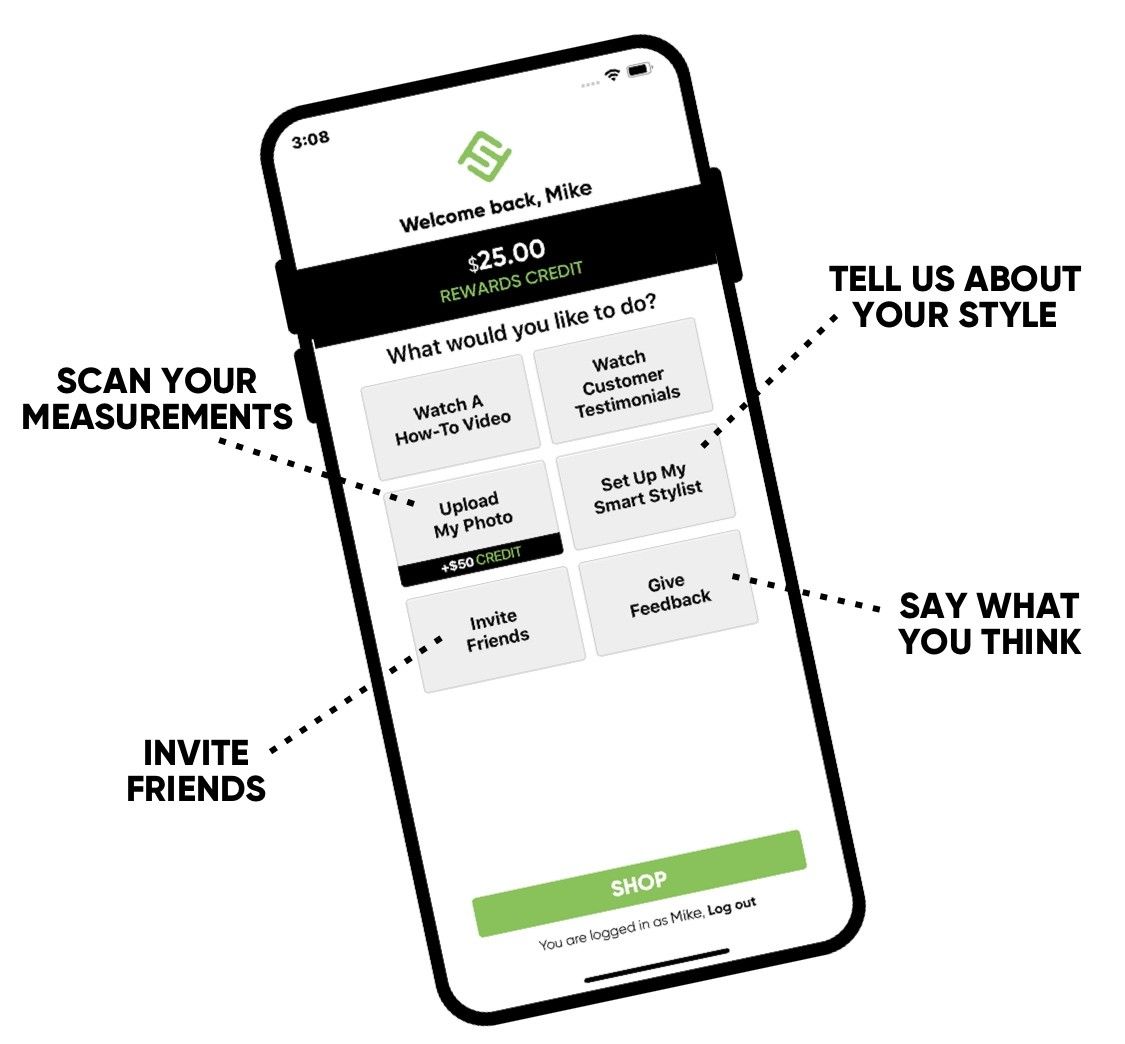 3:08
Welcome back, Mike
$25.00
REWARDS CREDIT
What would you like to do?
Watch A
How-To Video
Watch
Customer
Testimonials
Upload
My Photo
+$50 CREDIT
Set Up My
Smart Stylist
Invite
Friends
Give
Feedback
SHOP
You are logged in as Mike, Log out
SCAN YOUR
MEASUREMENTS
TELL US ABOUT
YOUR STYLE
SAY WHAT
YOU THINK
INVITE
FRIENDS